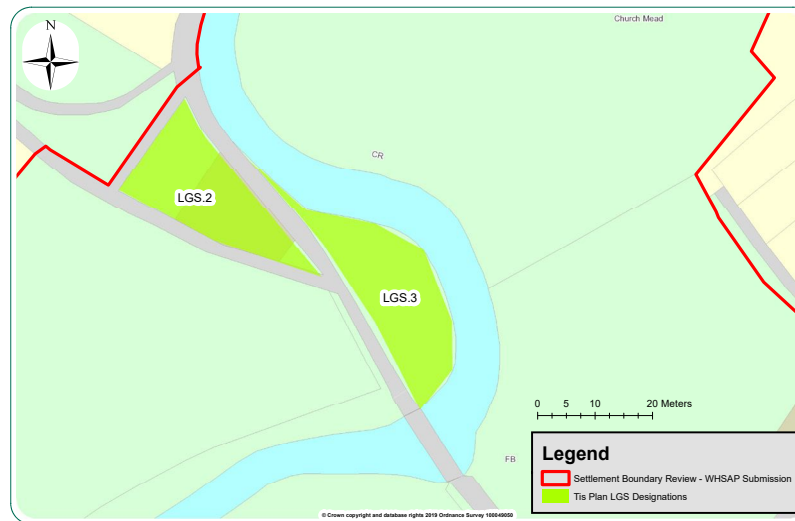 Church Mead
N
CR
LGS.2
LGS.3
0 5 10 20 Meters
FB
Legend
Settlement Boundary Review - WHSAP Submission
Tis Plan LGS Designations
© Crown copyright and database rights 2019 Ordnance Survey 100049050